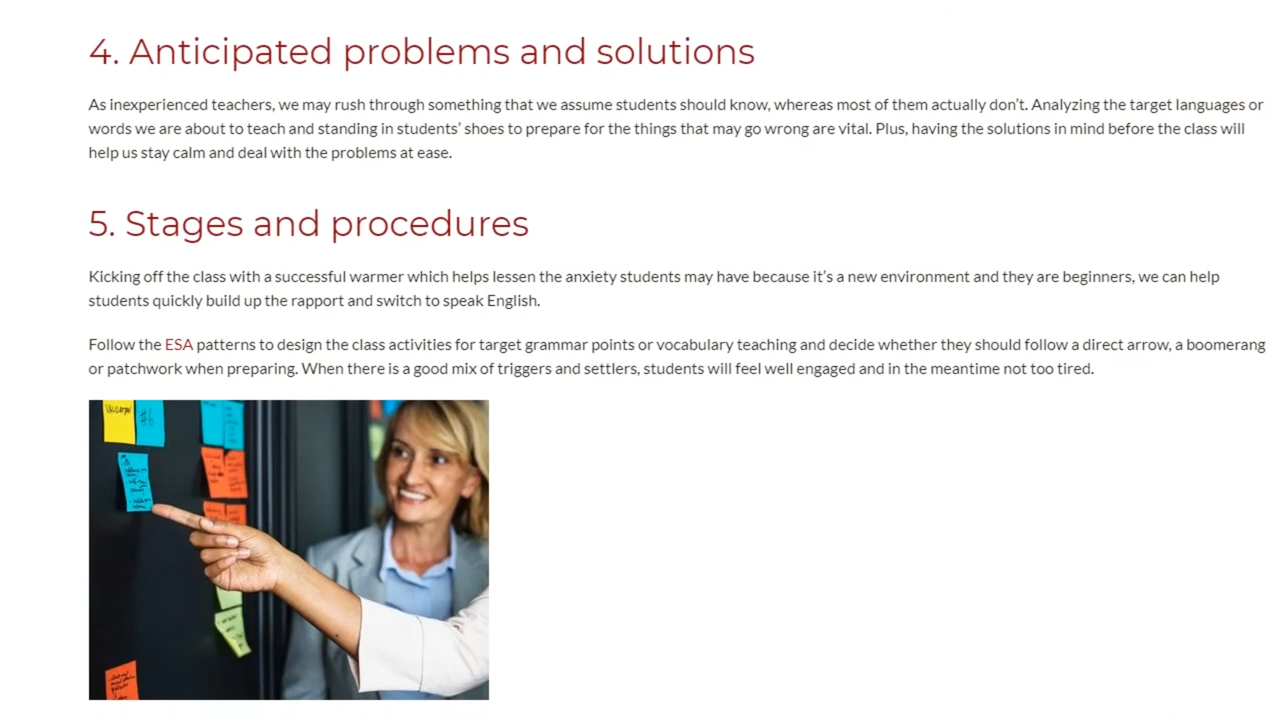 4. Anticipated problems and solutions
As inexperienced teachers, we may rush through something that we assume students should know, whereas most of them actually don't. Analyzing the target languages or
words we are about to teach and standing in students' shoes to prepare for the things that may go wrong are vital. Plus, having the solutions in mind before the class will
help us stay calm and deal with the problems at ease.
5. Stages and procedures
Kicking off the class with a successful warmer which helps lessen the anxiety students may have because it's a new environment and they are beginners, we can help
students quickly build up the rapport and switch to speak English.
Follow the ESA patterns to design the class activities for target grammar points or vocabulary teaching and decide whether they should follow a direct arrow, a boomerang
or patchwork when preparing. When there is a good mix of triggers and settlers, students will feel well engaged and in the meantime not too tired.